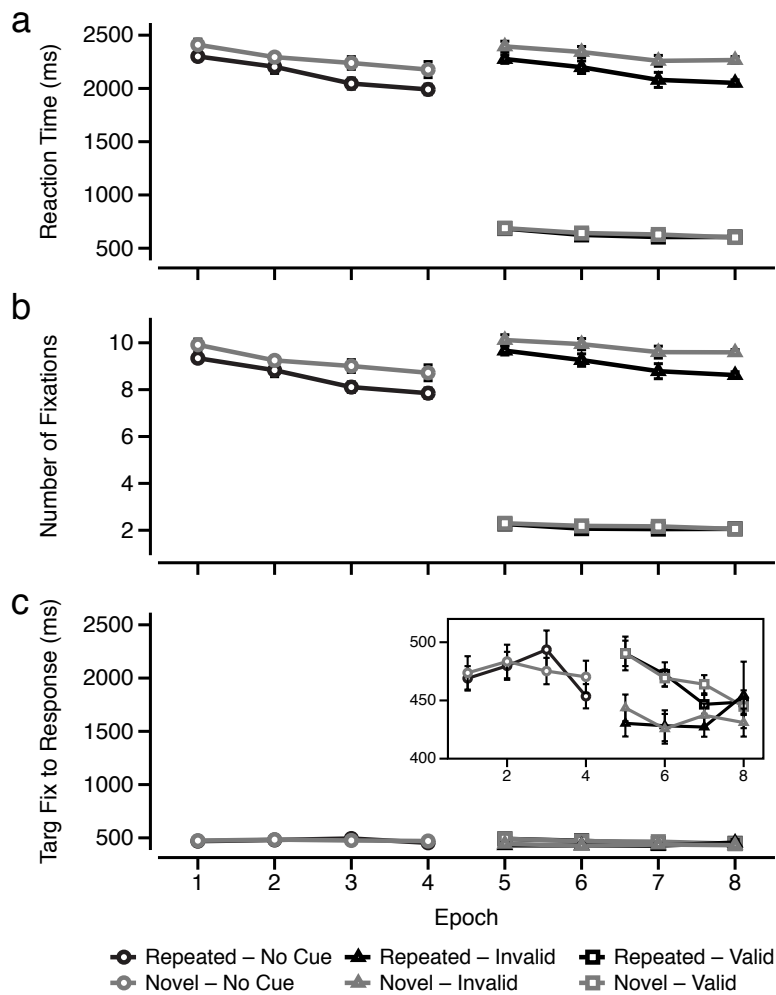 a
Reaction Time (ms)
2500
2000
1500
1000
500
b
Number of Fixations
10
8
6
4
2
c
Targ Fix to Response (ms)
2500
2000
1500
1000
500
500
450
400
2 4 6 8
1 2 3 4 5 6 7 8
Epoch
Repeated – No Cue Repeated – Invalid Repeated – Valid
Novel – No Cue Novel – Invalid Novel – Valid